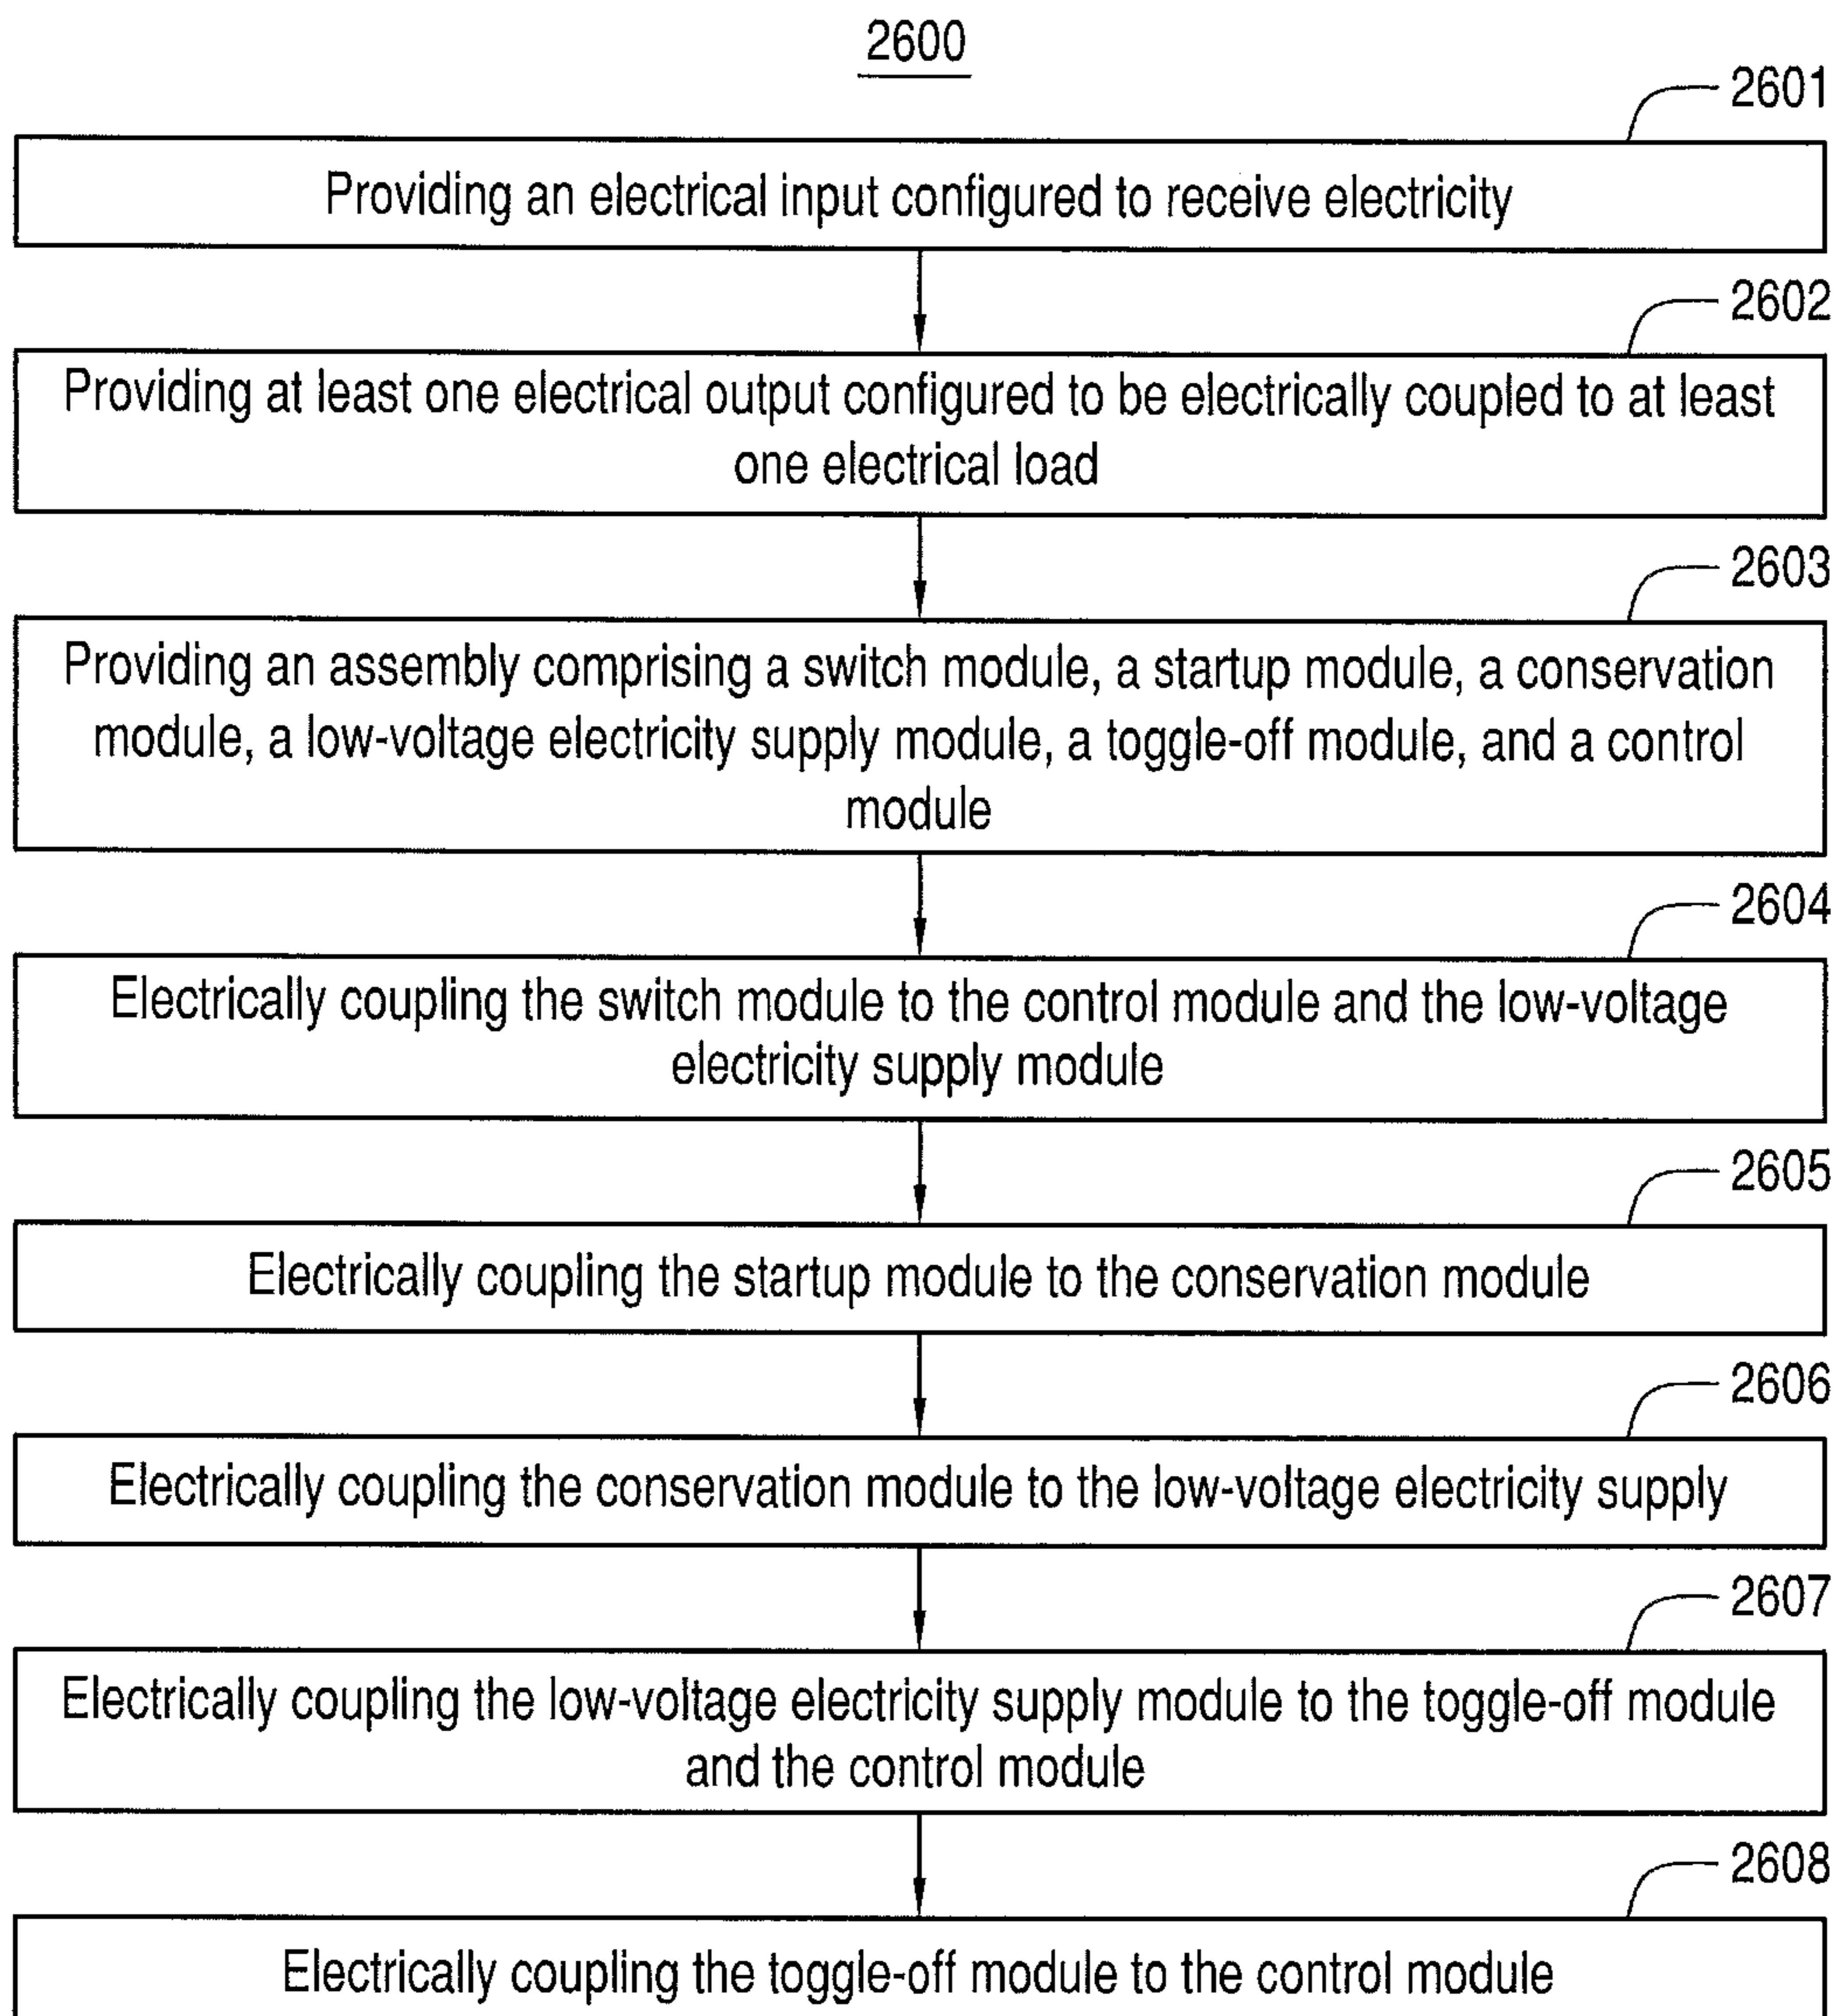 2600
2601
Providing an electrical input configured to receive electricity
2602
Providing at least one electrical output configured to be electrically coupled to at least
one electrical load
2603
Providing an assembly comprising a switch module, a startup module, a conservation
module, a low-voltage electricity supply module, a toggle-off module, and a control
module
2604
Electrically coupling the switch module to the control module and the low-voltage
electricity supply module
2605
Electrically coupling the startup module to the conservation module
2606
Electrically coupling the conservation module to the low-voltage electricity supply
2607
Electrically coupling the low-voltage electricity supply module to the toggle-off module
and the control module
2608
Electrically coupling the toggle-off module to the control module